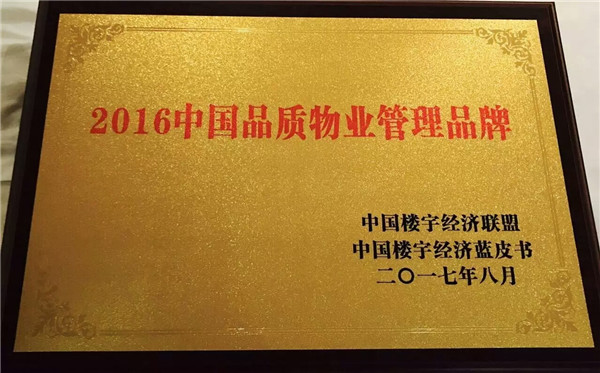 2016中国品质物业管理品牌
中国楼宇经济联盟
中国楼宇经济蓝皮书
二〇一七年八月